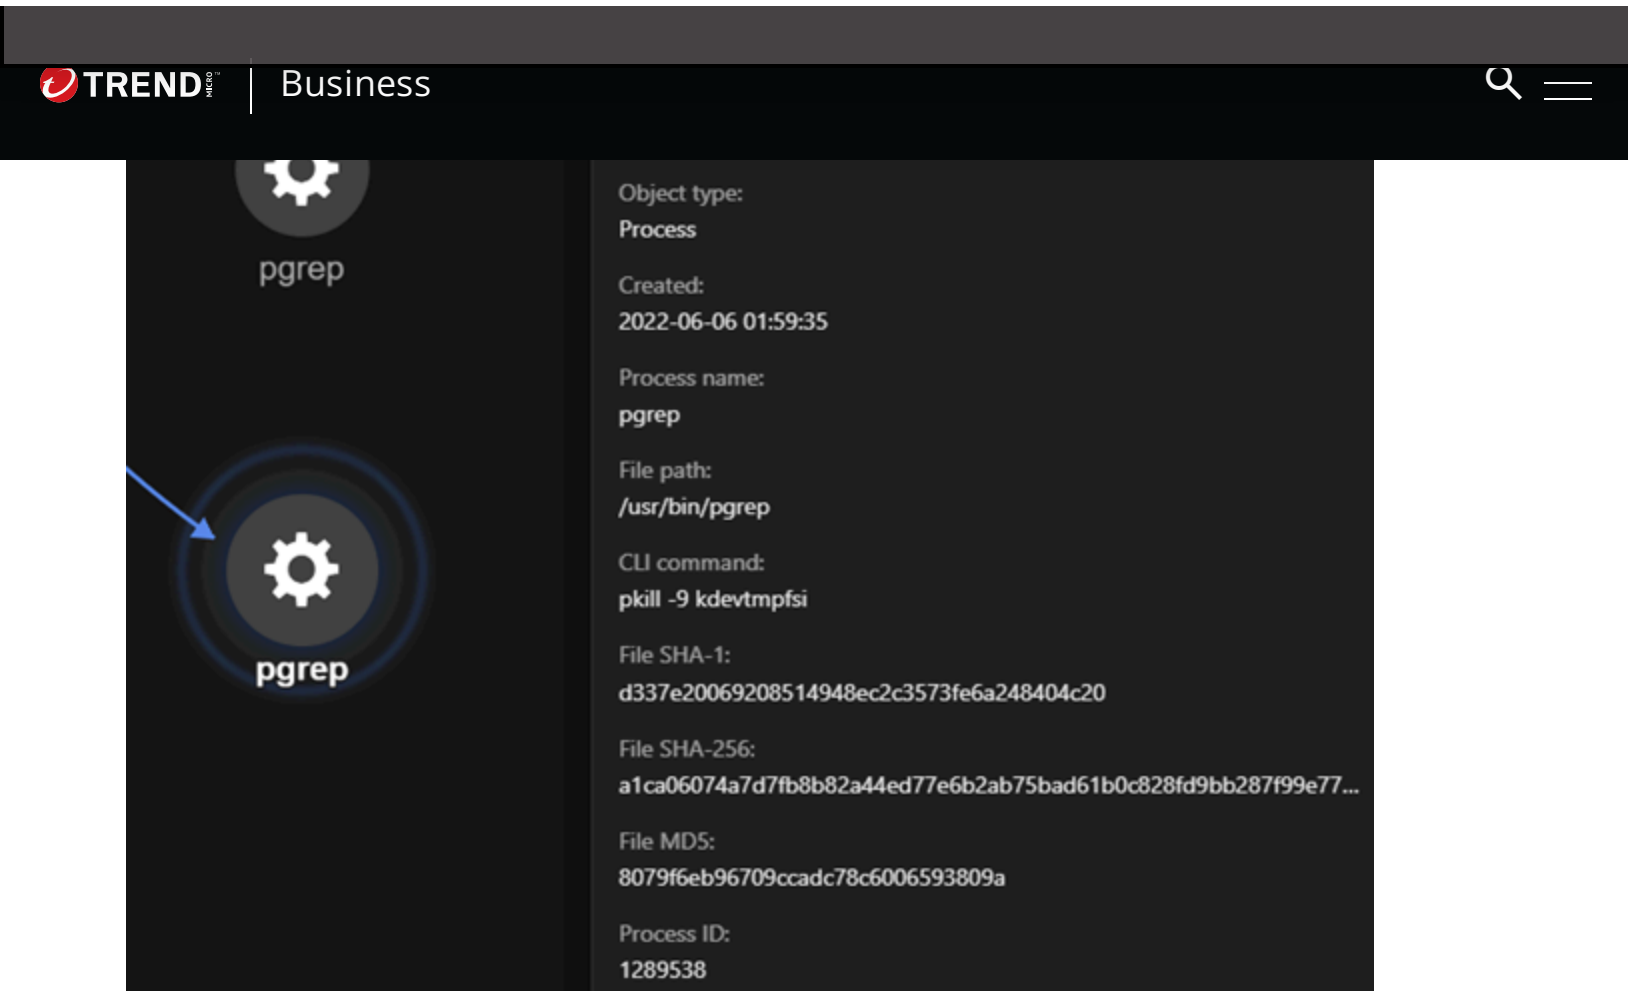 TREND MICRO ™ Business
pgrep
pgrep
Object type:
Process
Created:
2022-06-06 01:59:35
Process name:
pgrep
File path:
/usr/bin/pgrep
CLI command:
pkill -9 kdevtmpfsi
File SHA-1:
d337e20069208514948ec2c3573fe6a248404c20
File SHA-256:
a1ca06074a7d7fb8b82a44ed77e6b2ab75bad61b0c828fd9bb287f99e77...
File MD5:
8079f6eb96709ccadc78c6006593809a
Process ID:
1289538